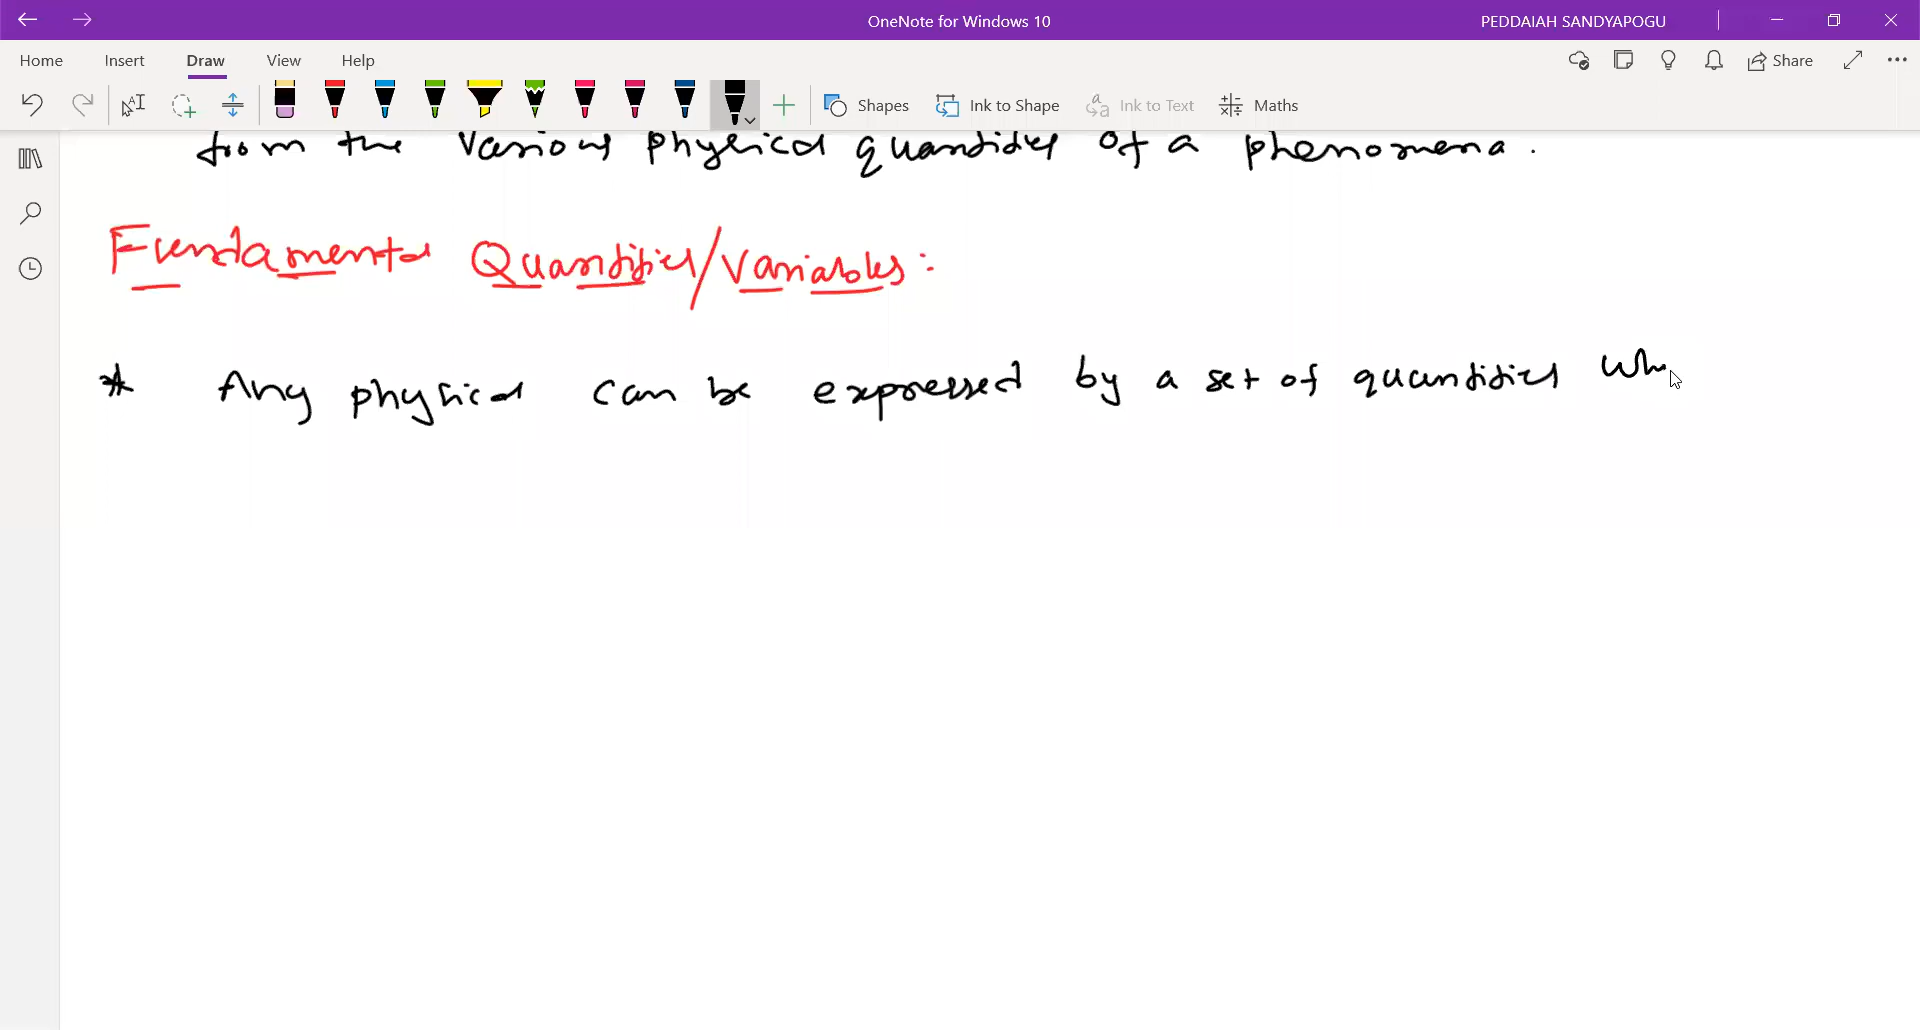 OneNote for Windows 10
PEDDAIAH SANDYAPOGU
Home Insert Draw View Help
Share
Shapes Ink to Shape Ink to Text Maths
from the various physical quantities of a phenomena.
Fundamental Quantities/Variables:
* Any physical can be expressed by a set of quantities Whi